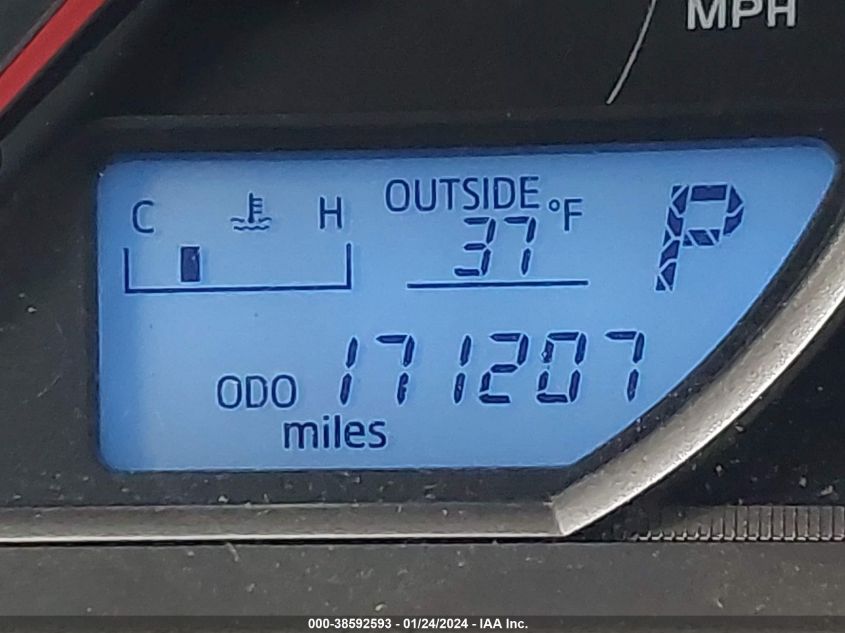 MPH
C H OUTSIDE °F P
37
ODO 171207
miles
000-38592593 - 01/24/2024 - IAA Inc.